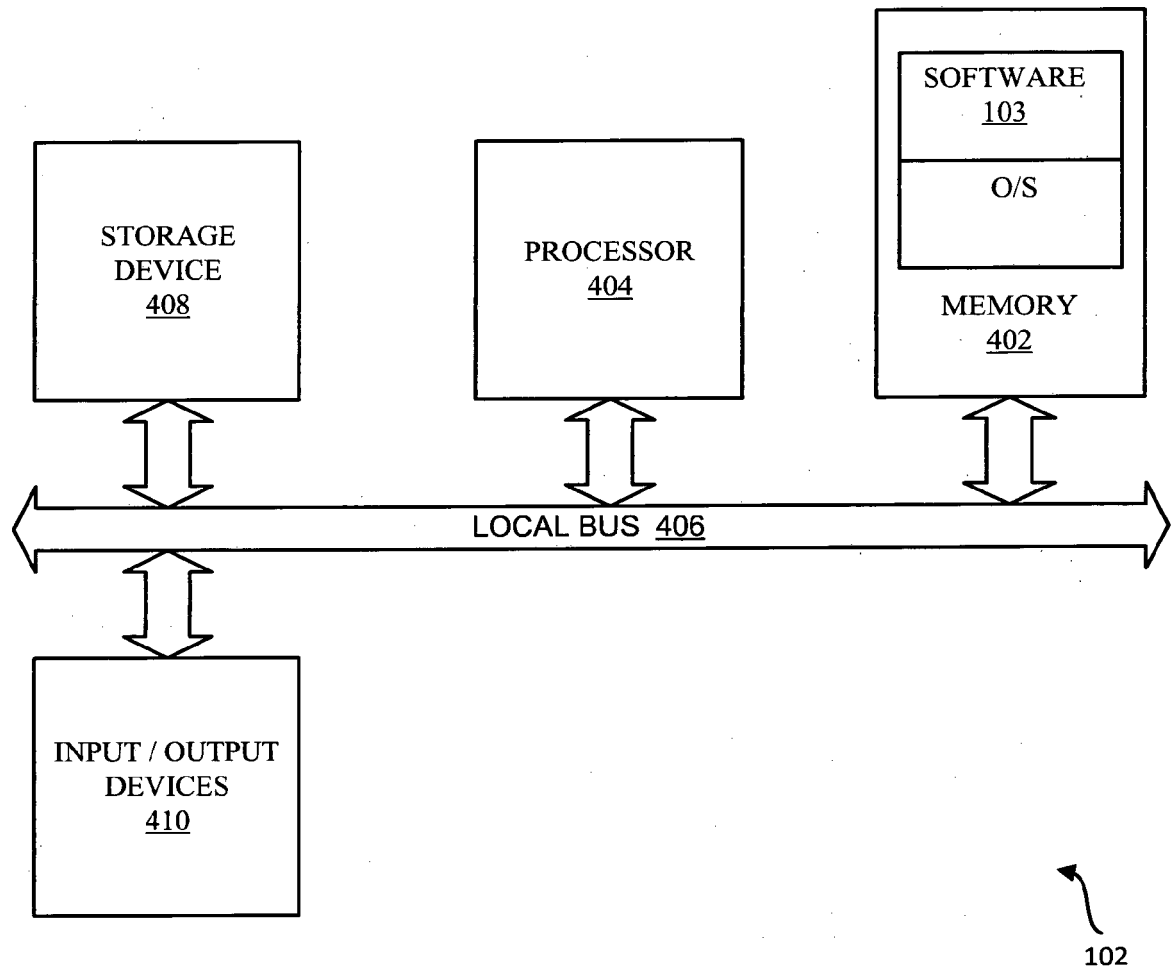 SOFTWARE
103
O/S
MEMORY
402
STORAGE
DEVICE
408
PROCESSOR
404
LOCAL BUS 406
INPUT / OUTPUT
DEVICES
410
102